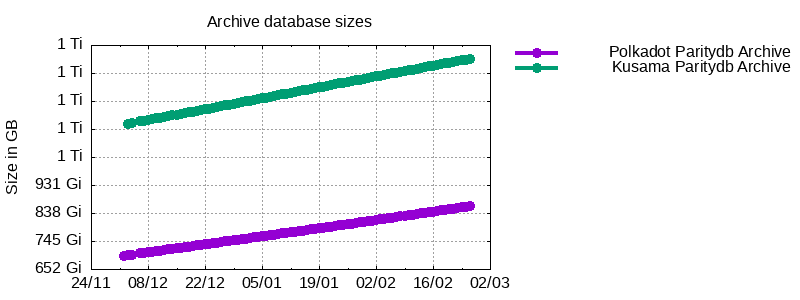 Archive database sizes
Polkadot Paritydb Archive
Kusama Paritydb Archive
Size in GB
1 Ti
1 Ti
1 Ti
1 Ti
1 Ti
931 Gi
838 Gi
745 Gi
652 Gi
24/11 08/12 22/12 05/01 19/01 02/02 16/02 02/03